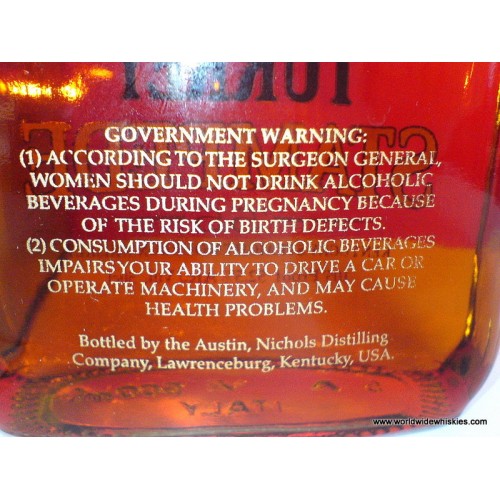 TURKEY
GOVERNMENT WARNING:
(1) ACCORDING TO THE SURGEON GENERAL,
WOMEN SHOULD NOT DRINK ALCOHOLIC
BEVERAGES DURING PREGNANCY BECAUSE
OF THE RISK OF BIRTH DEFECTS.
(2) CONSUMPTION OF ALCOHOLIC BEVERAGES
IMPAIRS YOUR ABILITY TO DRIVE A CAR OR
OPERATE MACHINERY, AND MAY CAUSE
HEALTH PROBLEMS.
Bottled by the Austin, Nichols Distilling
Company, Lawrenceburg, Kentucky, USA.
ITALY
www.worldwidewhiskies.com